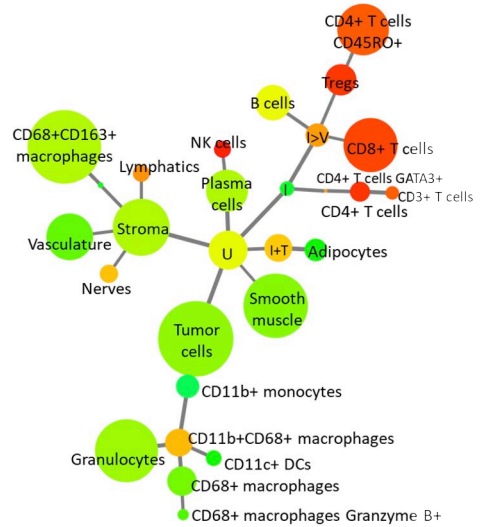 CD4+ T cells
CD45RO+
Tregs
B cells
I>V
CD8+ T cells
NK cells
CD68+CD163+
macrophages
Lymphatics
Plasma
cells
I
CD4+ T cells GATA3+
CD3+ T cells
CD4+ T cells
Stroma
Vasculature
U
I+T
Adipocytes
Nerves
Smooth
muscle
Tumor
cells
CD11b+ monocytes
CD11b+CD68+ macrophages
Granulocytes
CD11c+ DCs
CD68+ macrophages
CD68+ macrophages Granzyme B+